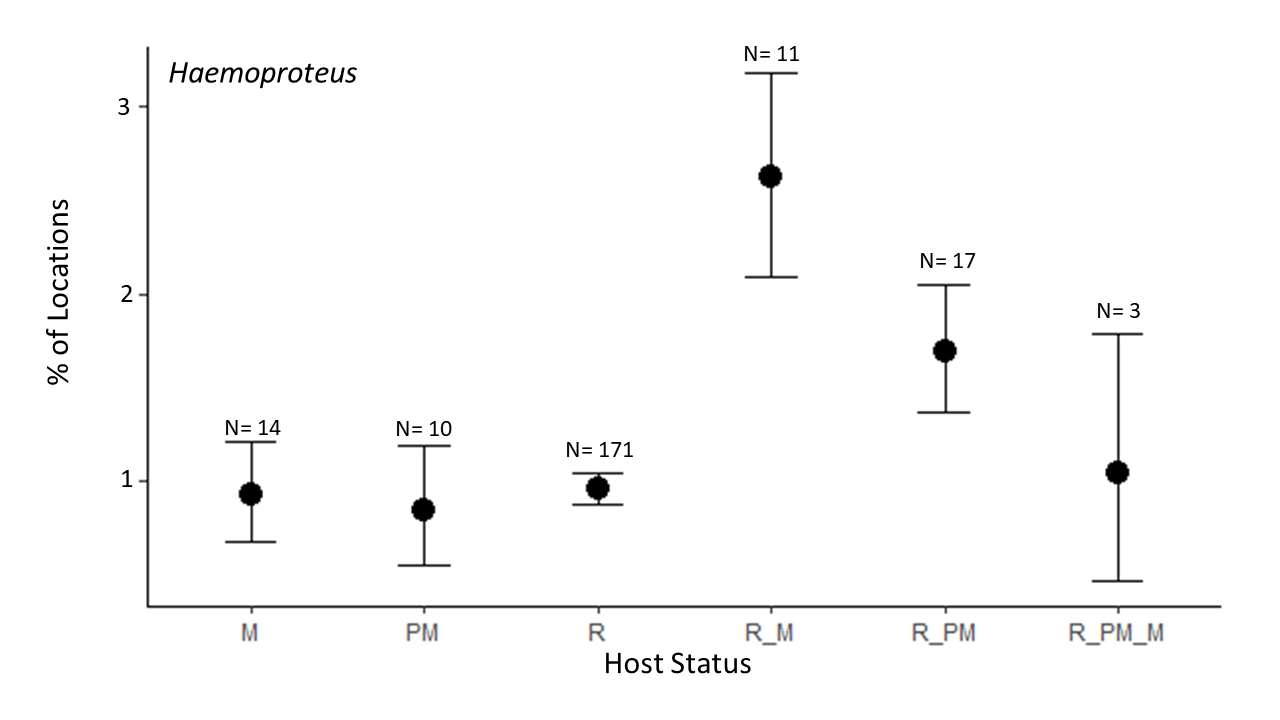 Haemoproteus
N= 11
3
N= 17
2
N= 3
N= 14
N= 10
N= 171
1
% of Locations
M
PM
R
R_M
R_PM
R_PM_M
Host Status